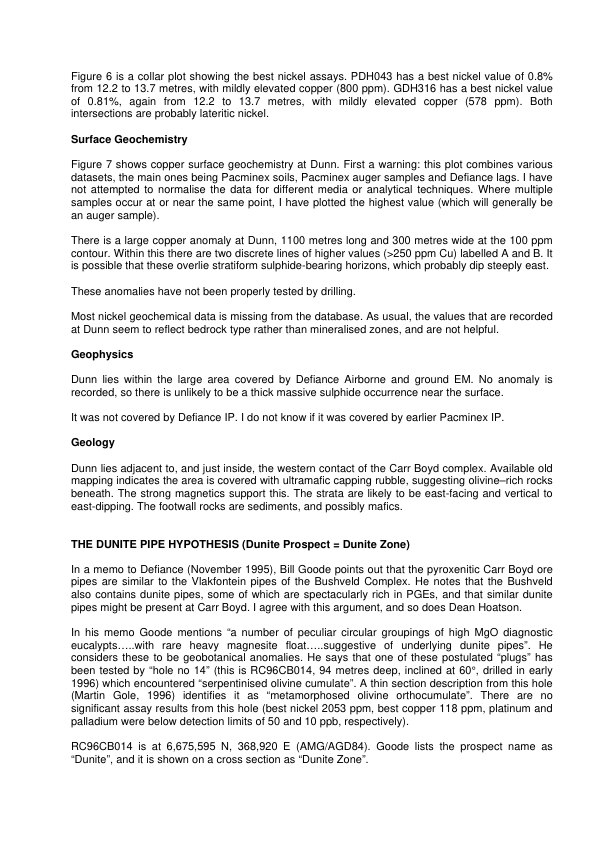 Figure 6 is a collar plot showing the best nickel assays. PDH043 has a best nickel value of 0.8%
from 12.2 to 13.7 metres, with mildly elevated copper (800 ppm). GDH316 has a best nickel value
of 0.81%, again from 12.2 to 13.7 metres, with mildly elevated copper (578 ppm). Both
intersections are probably lateritic nickel.
Surface Geochemistry
Figure 7 shows copper surface geochemistry at Dunn. First a warning: this plot combines various
datasets, the main ones being Pacminex soils, Pacminex auger samples and Defiance lags. I have
not attempted to normalise the data for different media or analytical techniques. Where multiple
samples occur at or near the same point, I have plotted the highest value (which will generally be
an auger sample).
There is a large copper anomaly at Dunn, 1100 metres long and 300 metres wide at the 100 ppm
contour. Within this there are two discrete lines of higher values (>250 ppm Cu) labelled A and B. It
is possible that these overlie stratiform sulphide-bearing horizons, which probably dip steeply east.
These anomalies have not been properly tested by drilling.
Most nickel geochemical data is missing from the database. As usual, the values that are recorded
at Dunn seem to reflect bedrock type rather than mineralised zones, and are not helpful.
Geophysics
Dunn lies within the large area covered by Defiance Airborne and ground EM. No anomaly is
recorded, so there is unlikely to be a thick massive sulphide occurrence near the surface.
It was not covered by Defiance IP. I do not know if it was covered by earlier Pacminex IP.
Geology
Dunn lies adjacent to, and just inside, the western contact of the Carr Boyd complex. Available old
mapping indicates the area is covered with ultramafic capping rubble, suggesting olivine–rich rocks
beneath. The strong magnetics support this. The strata are likely to be east-facing and vertical to
east-dipping. The footwall rocks are sediments, and possibly mafics.
THE DUNITE PIPE HYPOTHESIS (Dunite Prospect = Dunite Zone)
In a memo to Defiance (November 1995), Bill Goode points out that the pyroxenitic Carr Boyd ore
pipes are similar to the Vlakfontein pipes of the Bushveld Complex. He notes that the Bushveld
also contains dunite pipes, some of which are spectacularly rich in PGEs, and that similar dunite
pipes might be present at Carr Boyd. I agree with this argument, and so does Dean Hoatson.
In his memo Goode mentions “a number of peculiar circular groupings of high MgO diagnostic
eucalypts…..with rare heavy magnesite float…..suggestive of underlying dunite pipes”. He
considers these to be geobotanical anomalies. He says that one of these postulated “plugs” has
been tested by “hole no 14” (this is RC96CB014, 94 metres deep, inclined at 60°, drilled in early
1996) which encountered “serpentinised olivine cumulate”. A thin section description from this hole
(Martin Gole, 1996) identifies it as “metamorphosed olivine orthocumulate”. There are no
significant assay results from this hole (best nickel 2053 ppm, best copper 118 ppm, platinum and
palladium were below detection limits of 50 and 10 ppb, respectively).
RC96CB014 is at 6,675,595 N, 368,920 E (AMG/AGD84). Goode lists the prospect name as
“Dunite”, and it is shown on a cross section as “Dunite Zone”.